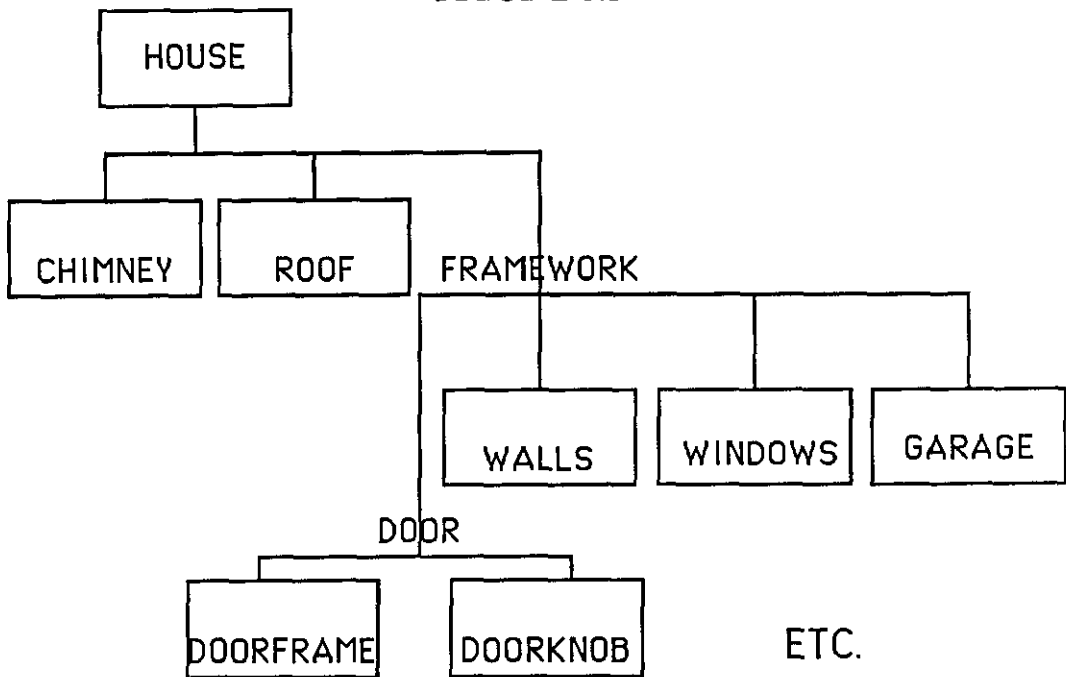 HOUSE
CHIMNEY
ROOF
FRAMEWORK
WALLS
WINDOWS
GARAGE
DOOR
DOORFRAME
DOORKNOB
ETC.